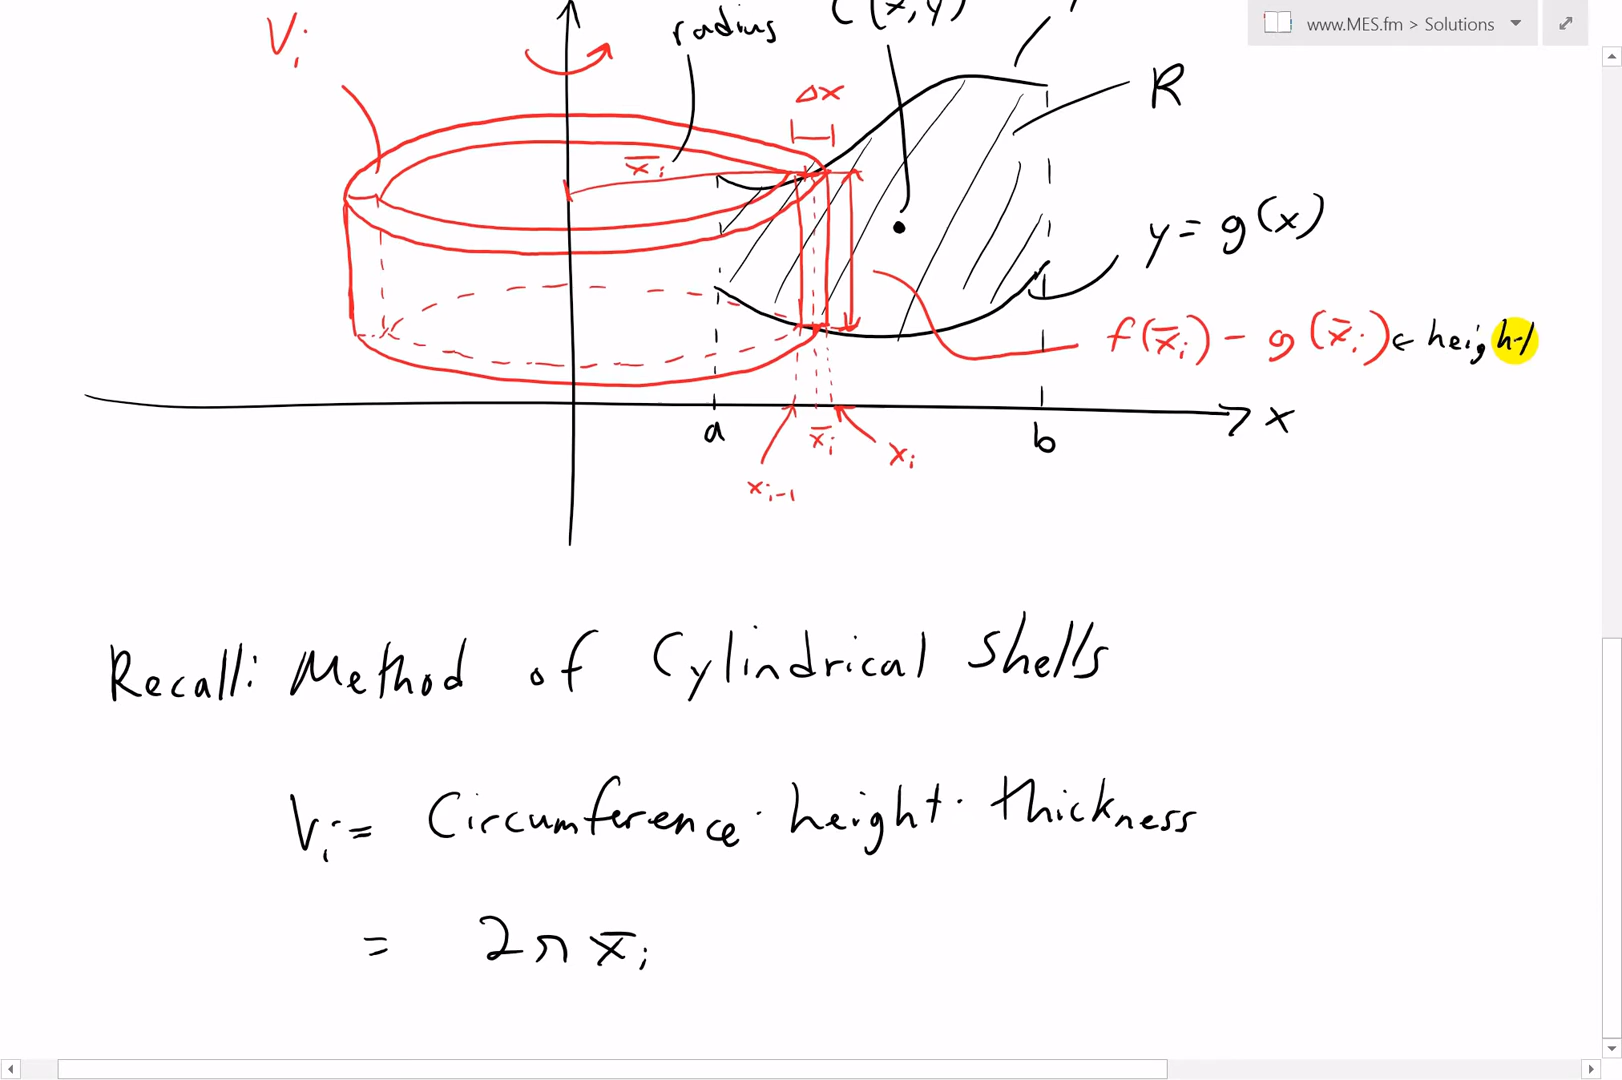 www.MES.fm > Solutions
C(x̄, ȳ)
radius
Vᵢ
Δx
R
x̄ᵢ
y = g(x)
f(x̄ᵢ) - g(x̄ᵢ) ← height
x
a
x̄ᵢ
xᵢ
b
xᵢ₋₁
Recall: Method of Cylindrical Shells
Vᵢ = Circumference · height · thickness
= 2π x̄ᵢ